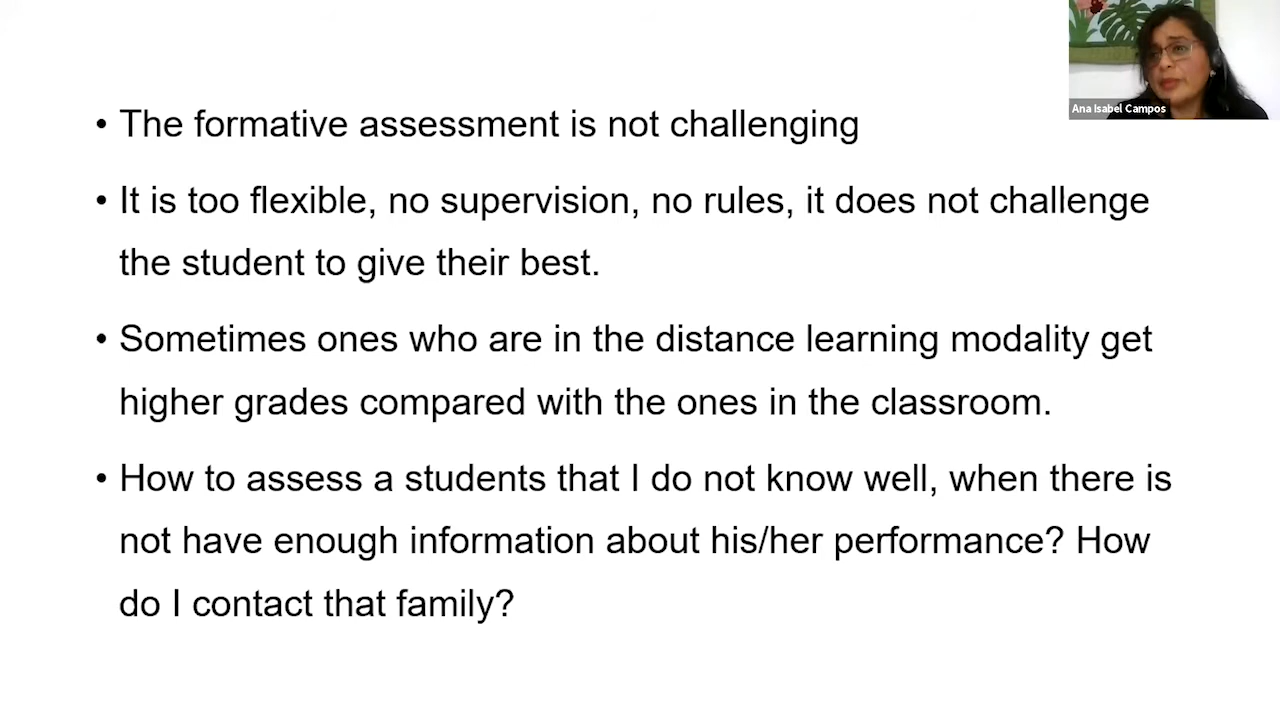 Ana Isabel Campos
• The formative assessment is not challenging
• It is too flexible, no supervision, no rules, it does not challenge
the student to give their best.
• Sometimes ones who are in the distance learning modality get
higher grades compared with the ones in the classroom.
• How to assess a students that I do not know well, when there is
not have enough information about his/her performance? How
do I contact that family?